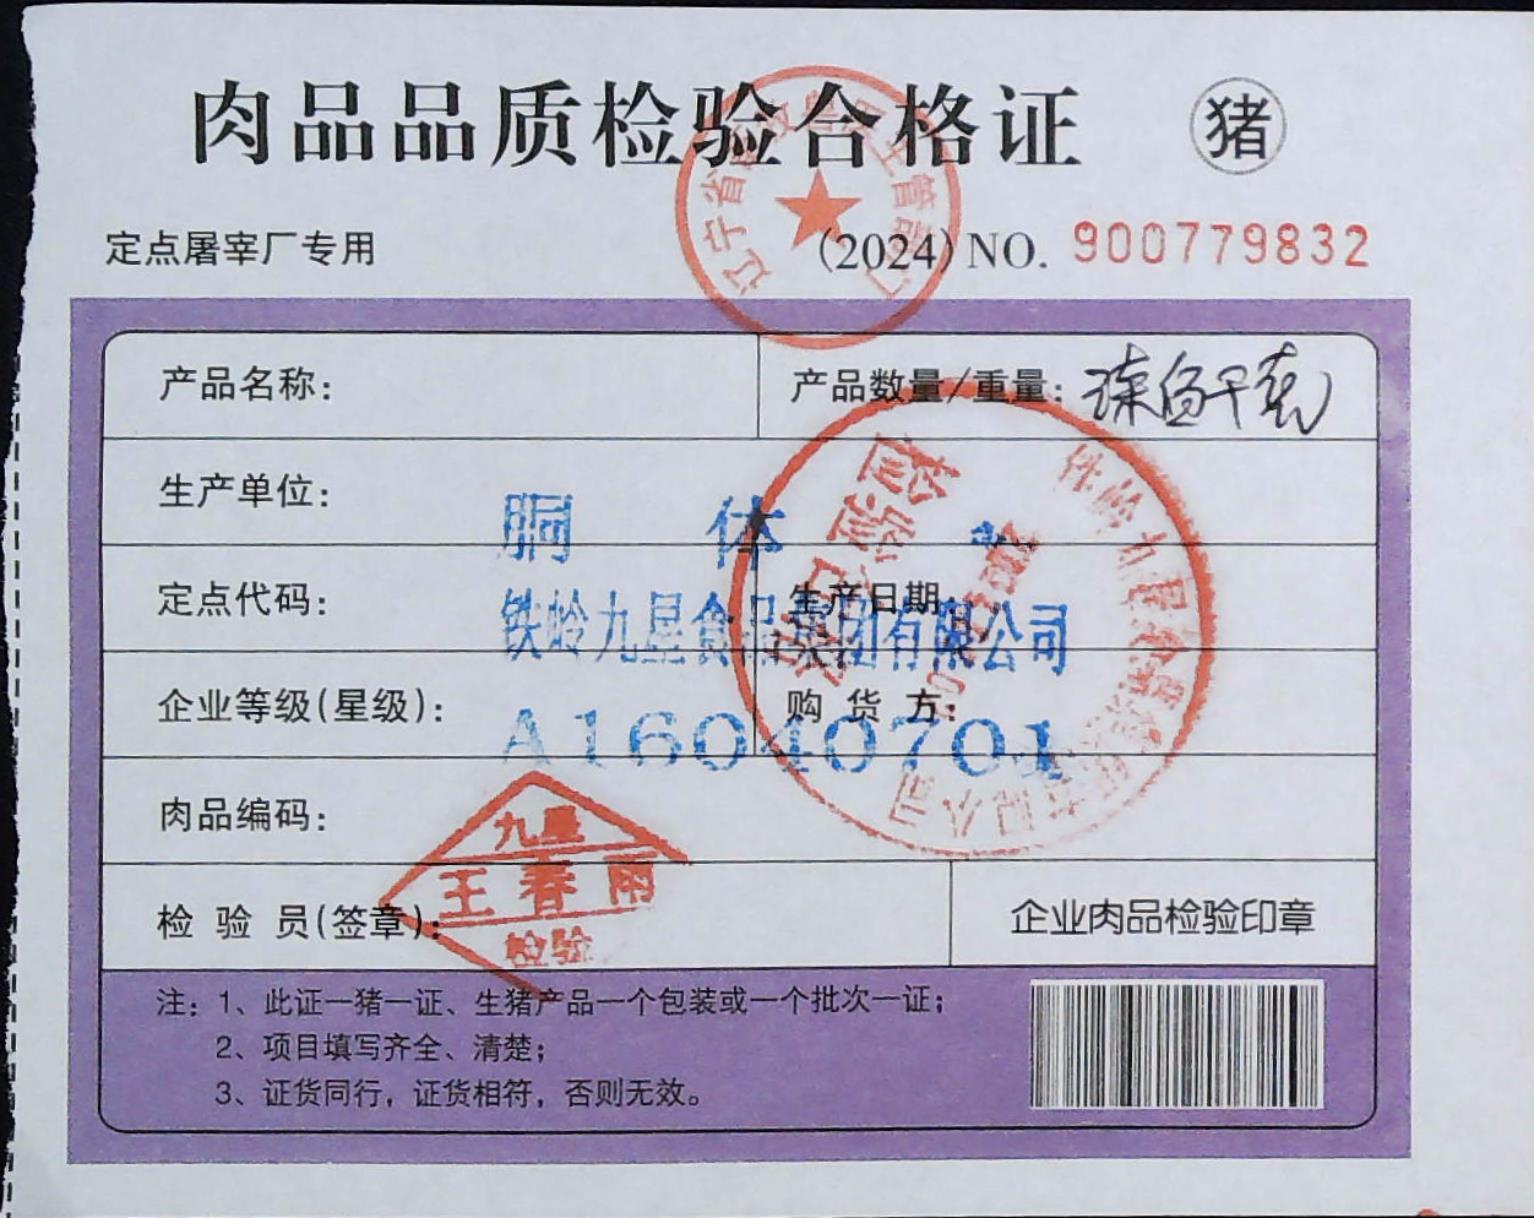 肉品品质检验合格证 猪
定点屠宰厂专用 (2024) NO. 900779832
辽宁省
产品名称: 产品数量/重量:
生产单位:
胴体
定点代码: 生产日期:
铁岭九星食品集团有限公司
企业等级(星级): 购货方:
A16040701
检验合格
肉品编码:
九星
王春雨
检验
检验员(签章): 企业肉品检验印章
注: 1、此证一猪一证、生猪产品一个包装或一个批次一证;
2、项目填写齐全、清楚;
3、证货同行, 证货相符, 否则无效。